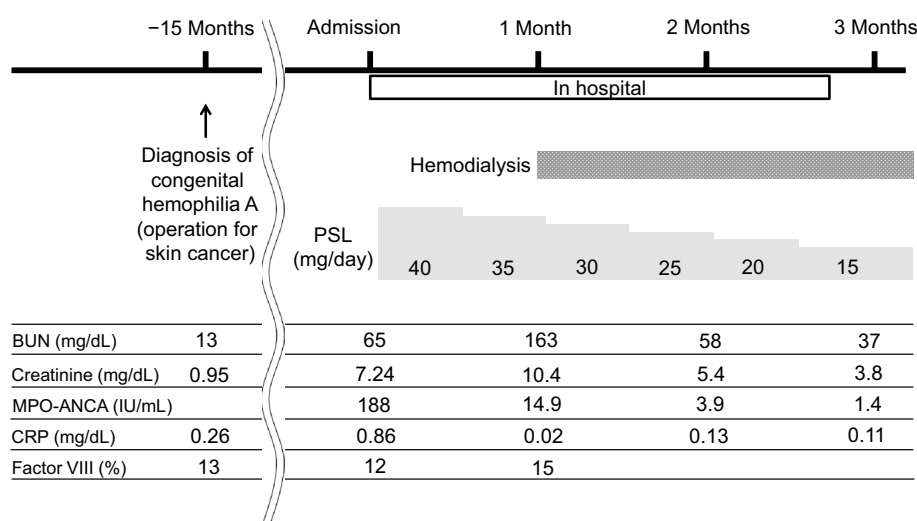 −15 Months Admission 1 Month 2 Months 3 Months
In hospital
Diagnosis of
congenital
hemophilia A
(operation for
skin cancer)
Hemodialysis
PSL
(mg/day)
40 35 30 25 20 15
BUN (mg/dL) 13 65 163 58 37
Creatinine (mg/dL) 0.95 7.24 10.4 5.4 3.8
MPO-ANCA (IU/mL) 188 14.9 3.9 1.4
CRP (mg/dL) 0.26 0.86 0.02 0.13 0.11
Factor VIII (%) 13 12 15